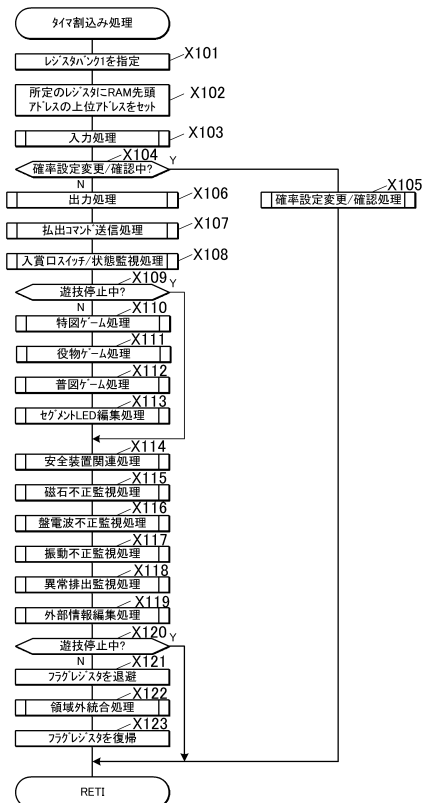 ﾀｲﾏ割込み処理
ﾚｼﾞｽﾀﾊﾞﾝｸ1を指定
X101
所定のﾚｼﾞｽﾀにRAM先頭
ｱﾄﾞﾚｽの上位ｱﾄﾞﾚｽをｾｯﾄ
X102
入力処理
X103
X104
確率設定変更/確認中?
Y
N
X105
確率設定変更/確認処理
出力処理
X106
払出ｺﾏﾝﾄﾞ送信処理
X107
入賞口ｽｲｯﾁ/状態監視処理
X108
X109
遊技停止中?
Y
N
X110
特図ｹﾞｰﾑ処理
X111
役物ｹﾞｰﾑ処理
X112
普図ｹﾞｰﾑ処理
X113
ｾｸﾞﾒﾝﾄLED編集処理
X114
安全装置関連処理
X115
磁石不正監視処理
X116
盤電波不正監視処理
X117
振動不正監視処理
X118
異常排出監視処理
X119
外部情報編集処理
X120
遊技停止中?
Y
N
X121
ﾌﾗｸﾞﾚｼﾞｽﾀを退避
X122
領域外統合処理
X123
ﾌﾗｸﾞﾚｼﾞｽﾀを復帰
RETI